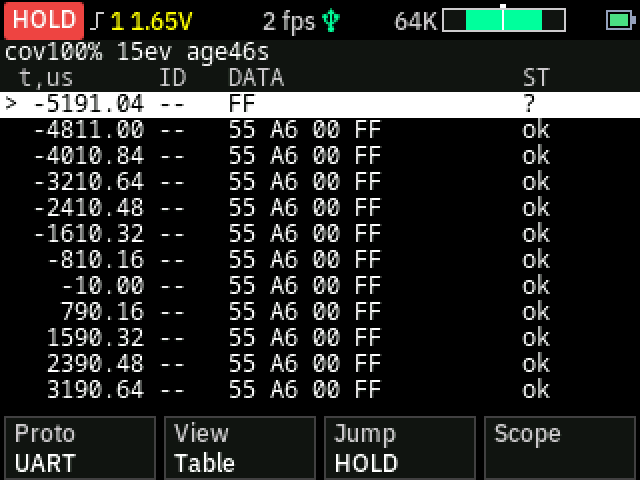 HOLD 1 1.65V 2 fps 64K
cov100% 15ev age46s
t,us ID DATA ST
> -5191.04 -- FF ?
-4811.00 -- 55 A6 00 FF ok
-4010.84 -- 55 A6 00 FF ok
-3210.64 -- 55 A6 00 FF ok
-2410.48 -- 55 A6 00 FF ok
-1610.32 -- 55 A6 00 FF ok
-810.16 -- 55 A6 00 FF ok
-10.00 -- 55 A6 00 FF ok
790.16 -- 55 A6 00 FF ok
1590.32 -- 55 A6 00 FF ok
2390.48 -- 55 A6 00 FF ok
3190.64 -- 55 A6 00 FF ok
Proto View Jump Scope
UART Table HOLD